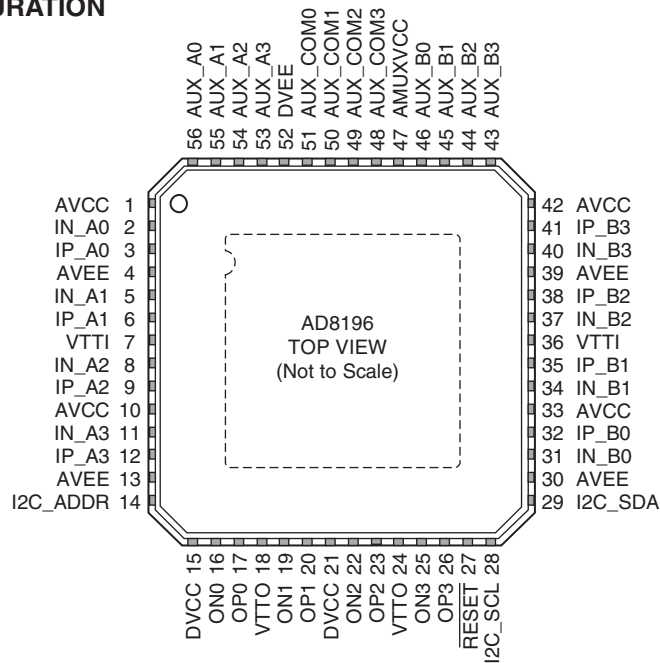 URATION
56 AUX_A0
55 AUX_A1
54 AUX_A2
53 AUX_A3
52 DVEE
51 AUX_COM0
50 AUX_COM1
49 AUX_COM2
48 AUX_COM3
47 AMUXVCC
46 AUX_B0
45 AUX_B1
44 AUX_B2
43 AUX_B3
AVCC 1
IN_A0 2
IP_A0 3
AVEE 4
IN_A1 5
IP_A1 6
VTTI 7
IN_A2 8
IP_A2 9
AVCC 10
IN_A3 11
IP_A3 12
AVEE 13
I2C_ADDR 14
AD8196
TOP VIEW
(Not to Scale)
42 AVCC
41 IP_B3
40 IN_B3
39 AVEE
38 IP_B2
37 IN_B2
36 VTTI
35 IP_B1
34 IN_B1
33 AVCC
32 IP_B0
31 IN_B0
30 AVEE
29 I2C_SDA
DVCC 15
ON0 16
OP0 17
VTTO 18
ON1 19
OP1 20
DVCC 21
ON2 22
OP2 23
VTTO 24
ON3 25
OP3 26
RESET 27
I2C_SCL 28